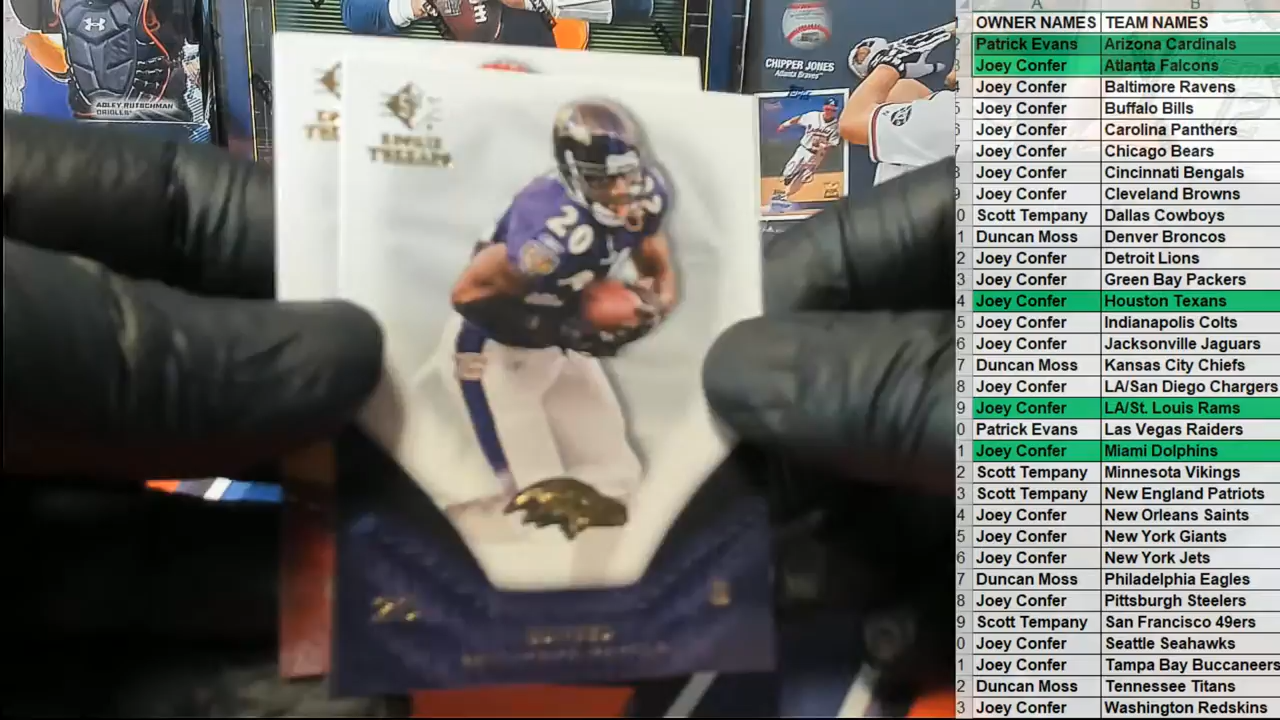 ADLEY RUTSCHMAN
ORIOLES
CHIPPER JONES
Atlanta Braves
ROOKIE
THREADS
20
A B
OWNER NAMES TEAM NAMES
Patrick Evans Arizona Cardinals
Joey Confer Atlanta Falcons
Joey Confer Baltimore Ravens
Joey Confer Buffalo Bills
Joey Confer Carolina Panthers
Joey Confer Chicago Bears
Joey Confer Cincinnati Bengals
Joey Confer Cleveland Browns
Scott Tempany Dallas Cowboys
Duncan Moss Denver Broncos
Joey Confer Detroit Lions
Joey Confer Green Bay Packers
Joey Confer Houston Texans
Joey Confer Indianapolis Colts
Joey Confer Jacksonville Jaguars
Duncan Moss Kansas City Chiefs
Joey Confer LA/San Diego Chargers
Joey Confer LA/St. Louis Rams
Patrick Evans Las Vegas Raiders
Joey Confer Miami Dolphins
Scott Tempany Minnesota Vikings
Scott Tempany New England Patriots
Joey Confer New Orleans Saints
Joey Confer New York Giants
Joey Confer New York Jets
Duncan Moss Philadelphia Eagles
Joey Confer Pittsburgh Steelers
Scott Tempany San Francisco 49ers
Joey Confer Seattle Seahawks
Joey Confer Tampa Bay Buccaneers
Duncan Moss Tennessee Titans
Joey Confer Washington Redskins